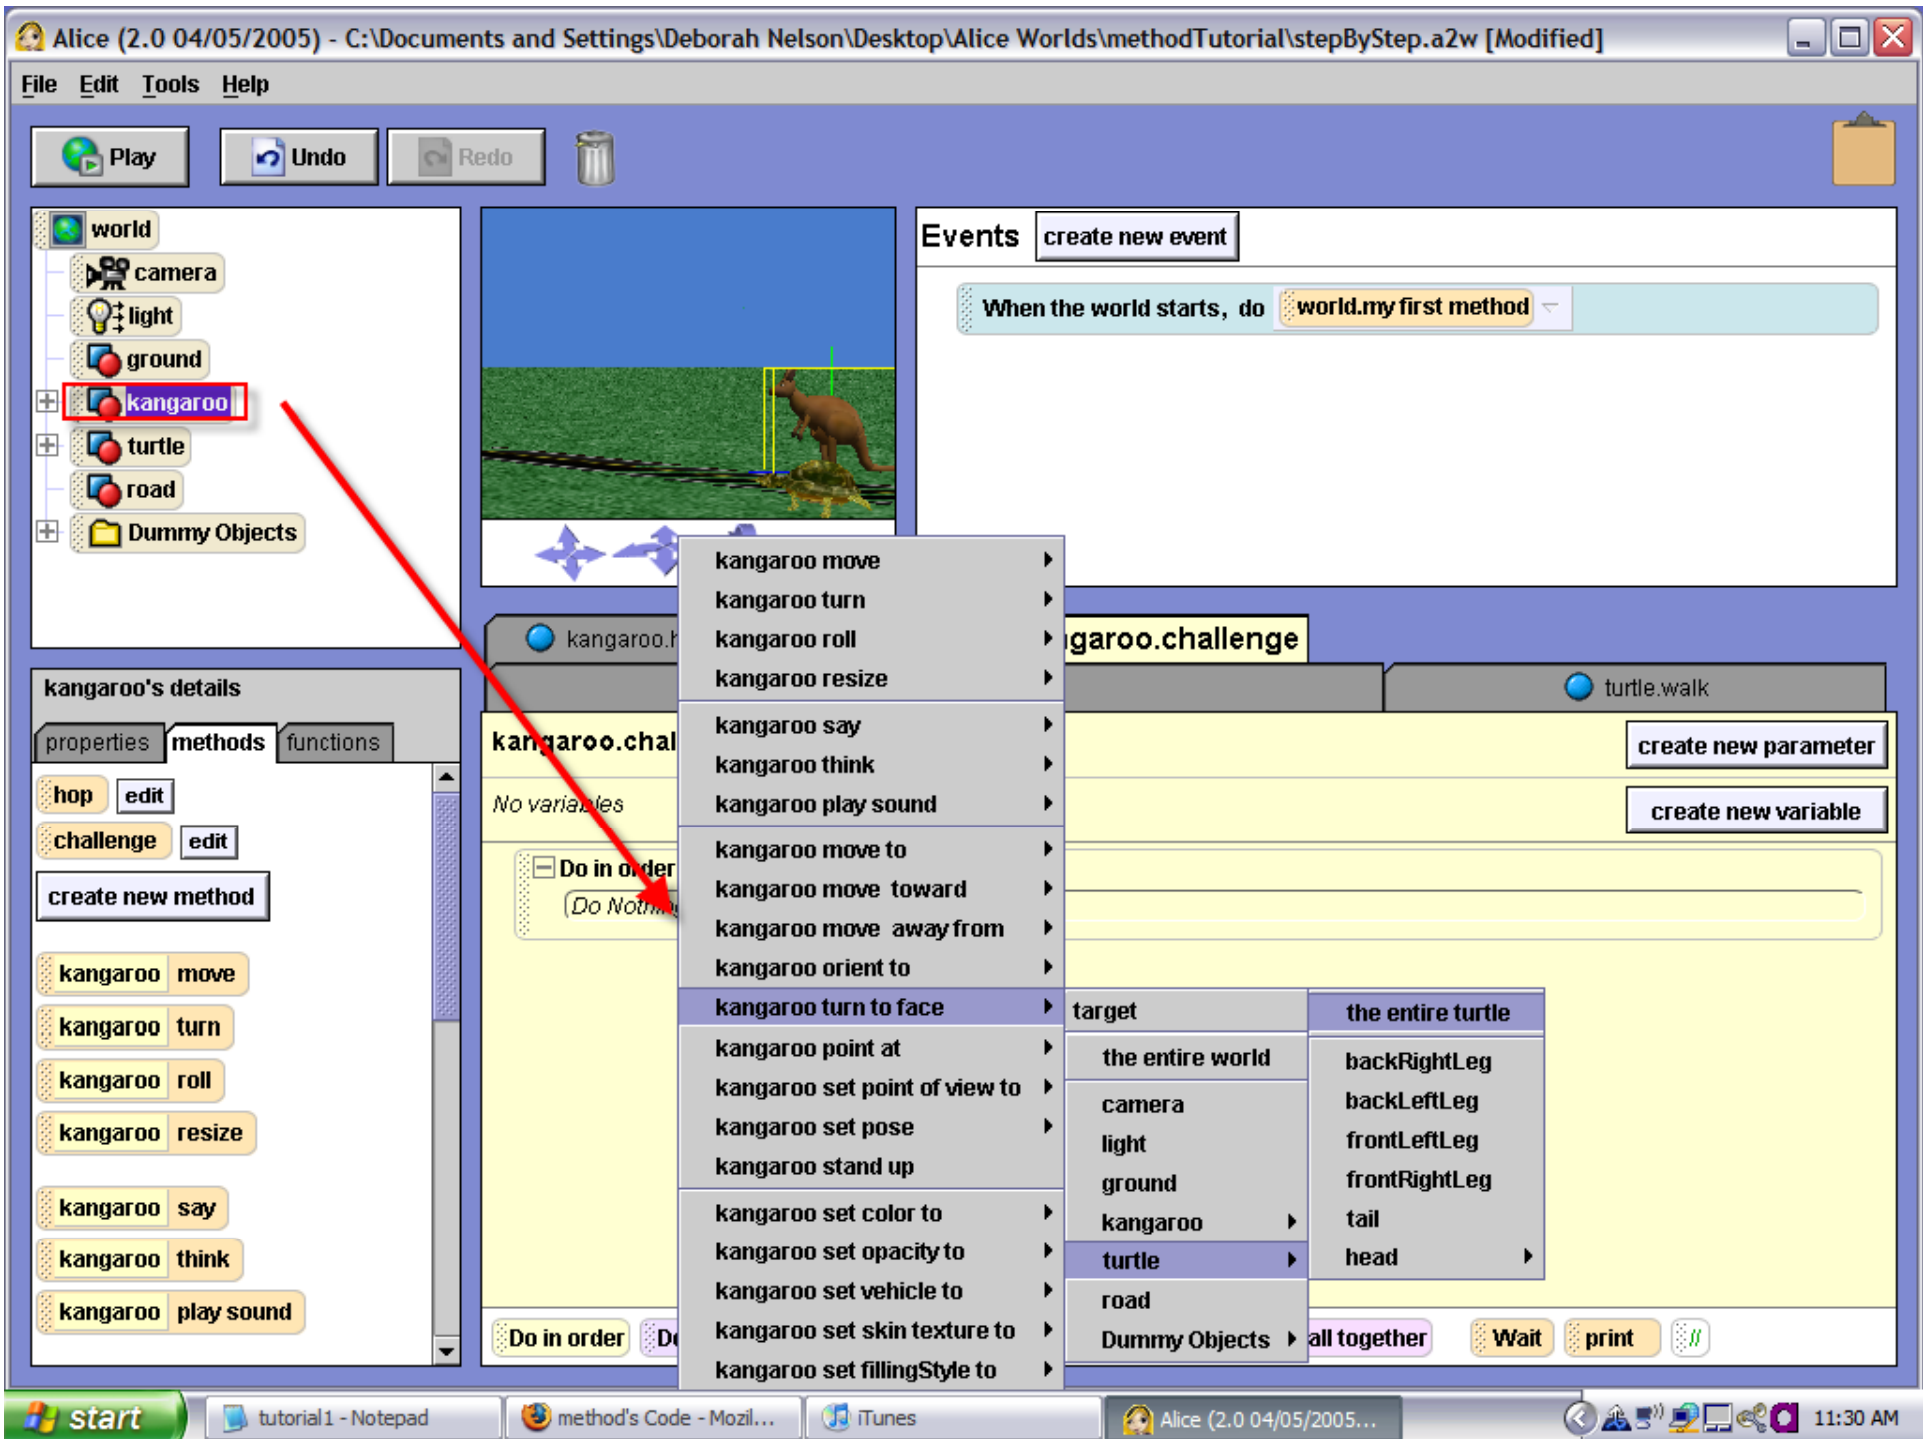 Alice (2.0 04/05/2005) - C:\Documents and Settings\Deborah Nelson\Desktop\Alice Worlds\methodTutorial\stepByStep.a2w [Modified]
File Edit Tools Help
Play Undo Redo
world
camera
light
ground
kangaroo
turtle
road
Dummy Objects
Events create new event
When the world starts, do world.my first method
kangaroo's details
properties methods functions
hop edit
challenge edit
create new method
kangaroo move
kangaroo turn
kangaroo roll
kangaroo resize
kangaroo say
kangaroo think
kangaroo play sound
kangaroo.h
garoo.challenge
turtle.walk
kangaroo.chal
create new parameter
No variables
create new variable
Do in order
(Do Nothing
kangaroo move
kangaroo turn
kangaroo roll
kangaroo resize
kangaroo say
kangaroo think
kangaroo play sound
kangaroo move to
kangaroo move toward
kangaroo move away from
kangaroo orient to
kangaroo turn to face
kangaroo point at
kangaroo set point of view to
kangaroo set pose
kangaroo stand up
kangaroo set color to
kangaroo set opacity to
kangaroo set vehicle to
kangaroo set skin texture to
kangaroo set fillingStyle to
target
the entire world
camera
light
ground
kangaroo
turtle
road
Dummy Objects
the entire turtle
backRightLeg
backLeftLeg
frontLeftLeg
frontRightLeg
tail
head
Do in order Do all together Wait print //
start tutorial1 - Notepad method's Code - Mozil... iTunes Alice (2.0 04/05/2005... 11:30 AM